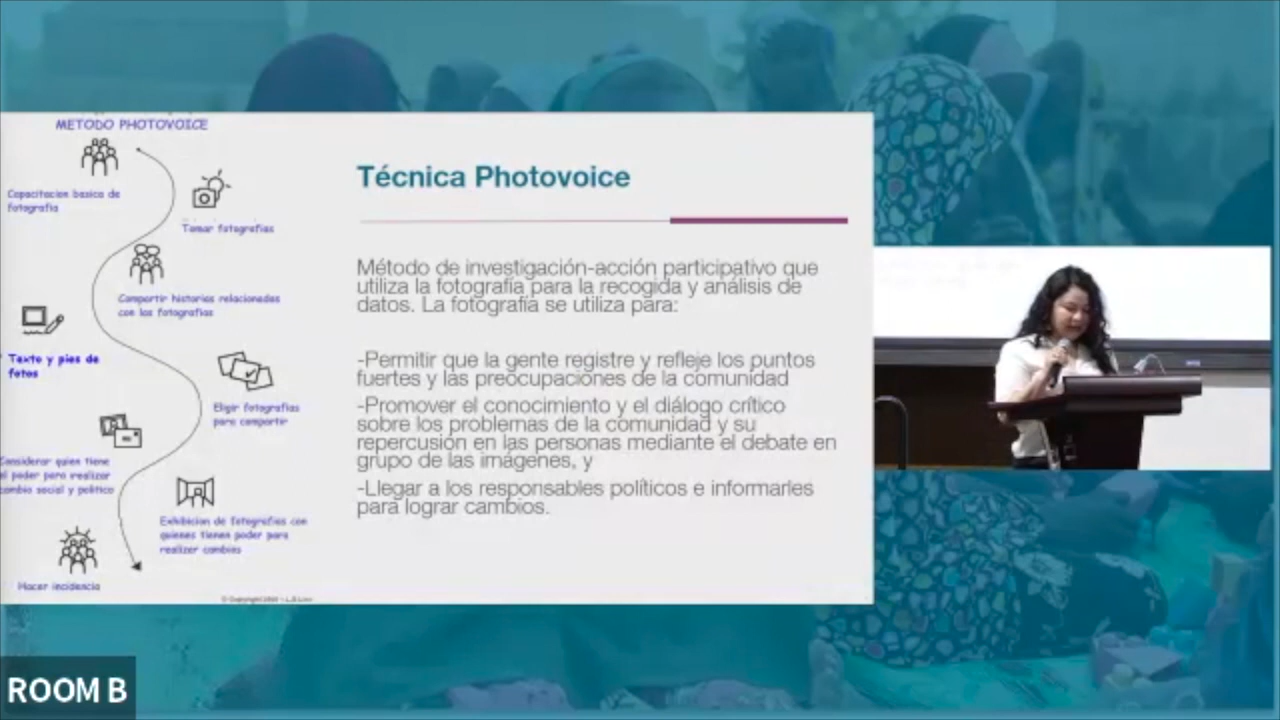 METODO PHOTOVOICE
Capacitacion basica de
fotografia
Tomar fotografias
Compartir historias relacionadas
con las fotografias
Texto y pies de
fotos
Eligir fotografias
para compartir
Considerar quien tiene
el poder para realizar
cambio social y politico
Exhibicion de fotografias con
quienes tienen poder para
realizar cambios
Hacer incidencia
Técnica Photovoice
Método de investigación-acción participativo que
utiliza la fotografía para la recogida y análisis de
datos. La fotografía se utiliza para:
-Permitir que la gente registre y refleje los puntos
fuertes y las preocupaciones de la comunidad
-Promover el conocimiento y el diálogo crítico
sobre los problemas de la comunidad y su
repercusión en las personas mediante el debate en
grupo de las imágenes, y
-Llegar a los responsables políticos e informarles
para lograr cambios.
ROOM B